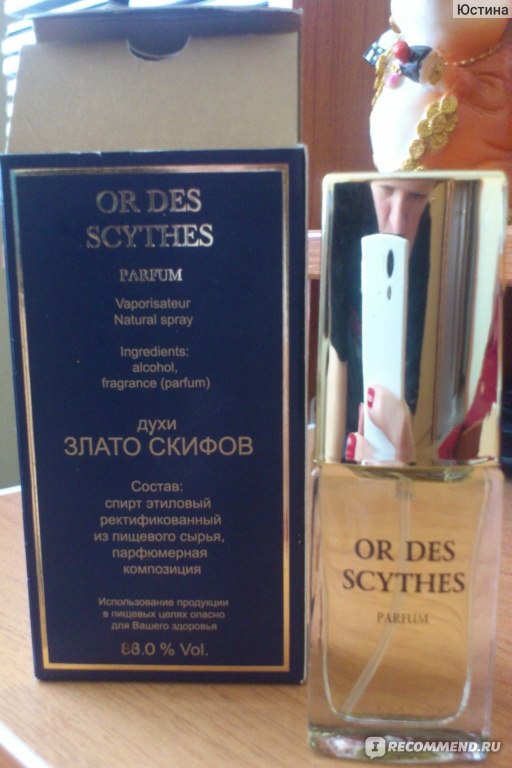 Юстина
OR DES
SCYTHES
PARFUM
Vaporisateur
Natural spray
Ingredients:
alcohol,
fragrance (parfum)
духи
ЗЛАТО СКИФОВ
Состав:
спирт этиловый
ректификованный
из пищевого сырья,
парфюмерная
композиция
Использование продукции
в пищевых целях опасно
для Вашего здоровья
88.0 % Vol.
OR DES
SCYTHES
PARFUM
RECOMMEND.RU